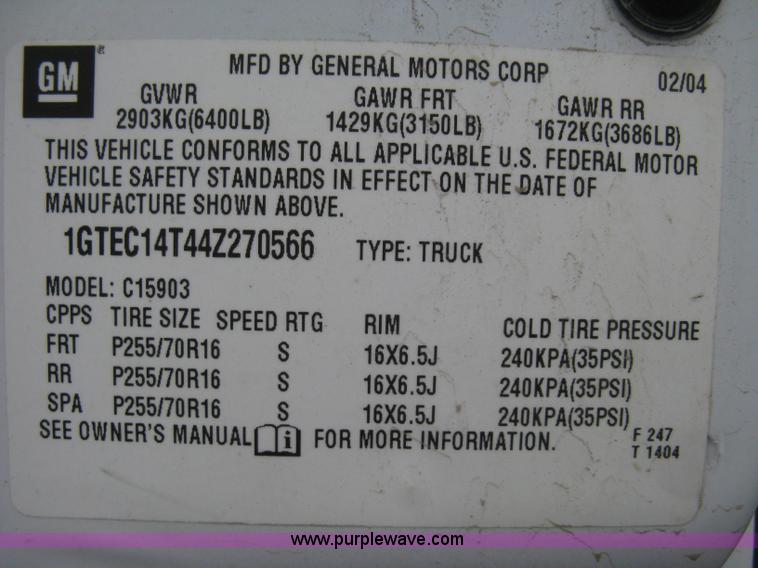 GM
®
MFD BY GENERAL MOTORS CORP 02/04
GVWR GAWR FRT GAWR RR
2903KG(6400LB) 1429KG(3150LB) 1672KG(3686LB)
THIS VEHICLE CONFORMS TO ALL APPLICABLE U.S. FEDERAL MOTOR
VEHICLE SAFETY STANDARDS IN EFFECT ON THE DATE OF
MANUFACTURE SHOWN ABOVE.
1GTEC14T44Z270566 TYPE: TRUCK
MODEL: C15903
CPPS TIRE SIZE SPEED RTG RIM COLD TIRE PRESSURE
FRT P255/70R16 S 16X6.5J 240KPA(35PSI)
RR P255/70R16 S 16X6.5J 240KPA(35PSI)
SPA P255/70R16 S 16X6.5J 240KPA(35PSI)
SEE OWNER'S MANUAL i FOR MORE INFORMATION.
F 247
T 1404
www.purplewave.com